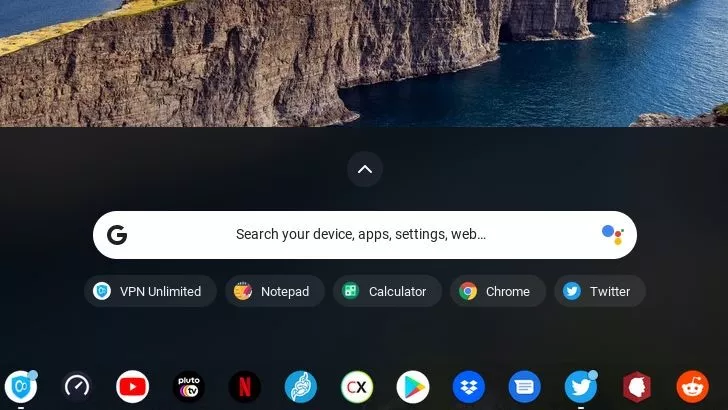 G
Search your device, apps, settings, web...
VPN Unlimited
Notepad
Calculator
Chrome
Twitter
pluto
tv
N
CX